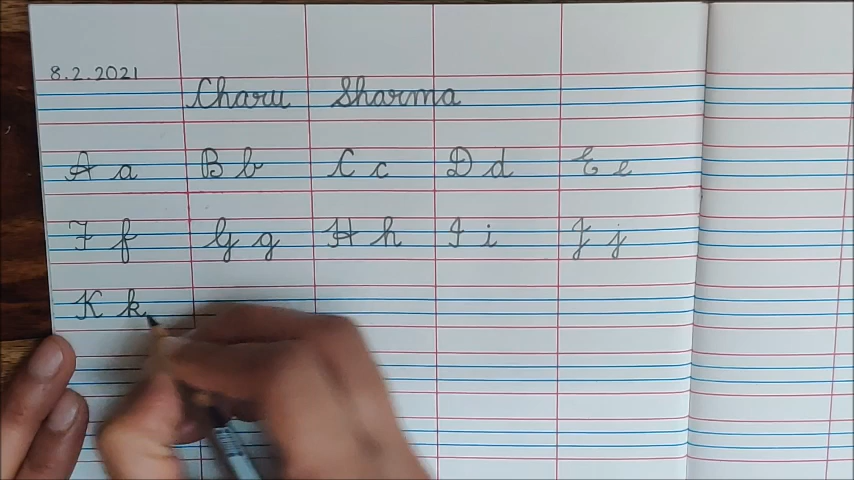 8.2.2021
Charu Sharma
A a B b C c D d E e
F f G g H h I i J j
K k